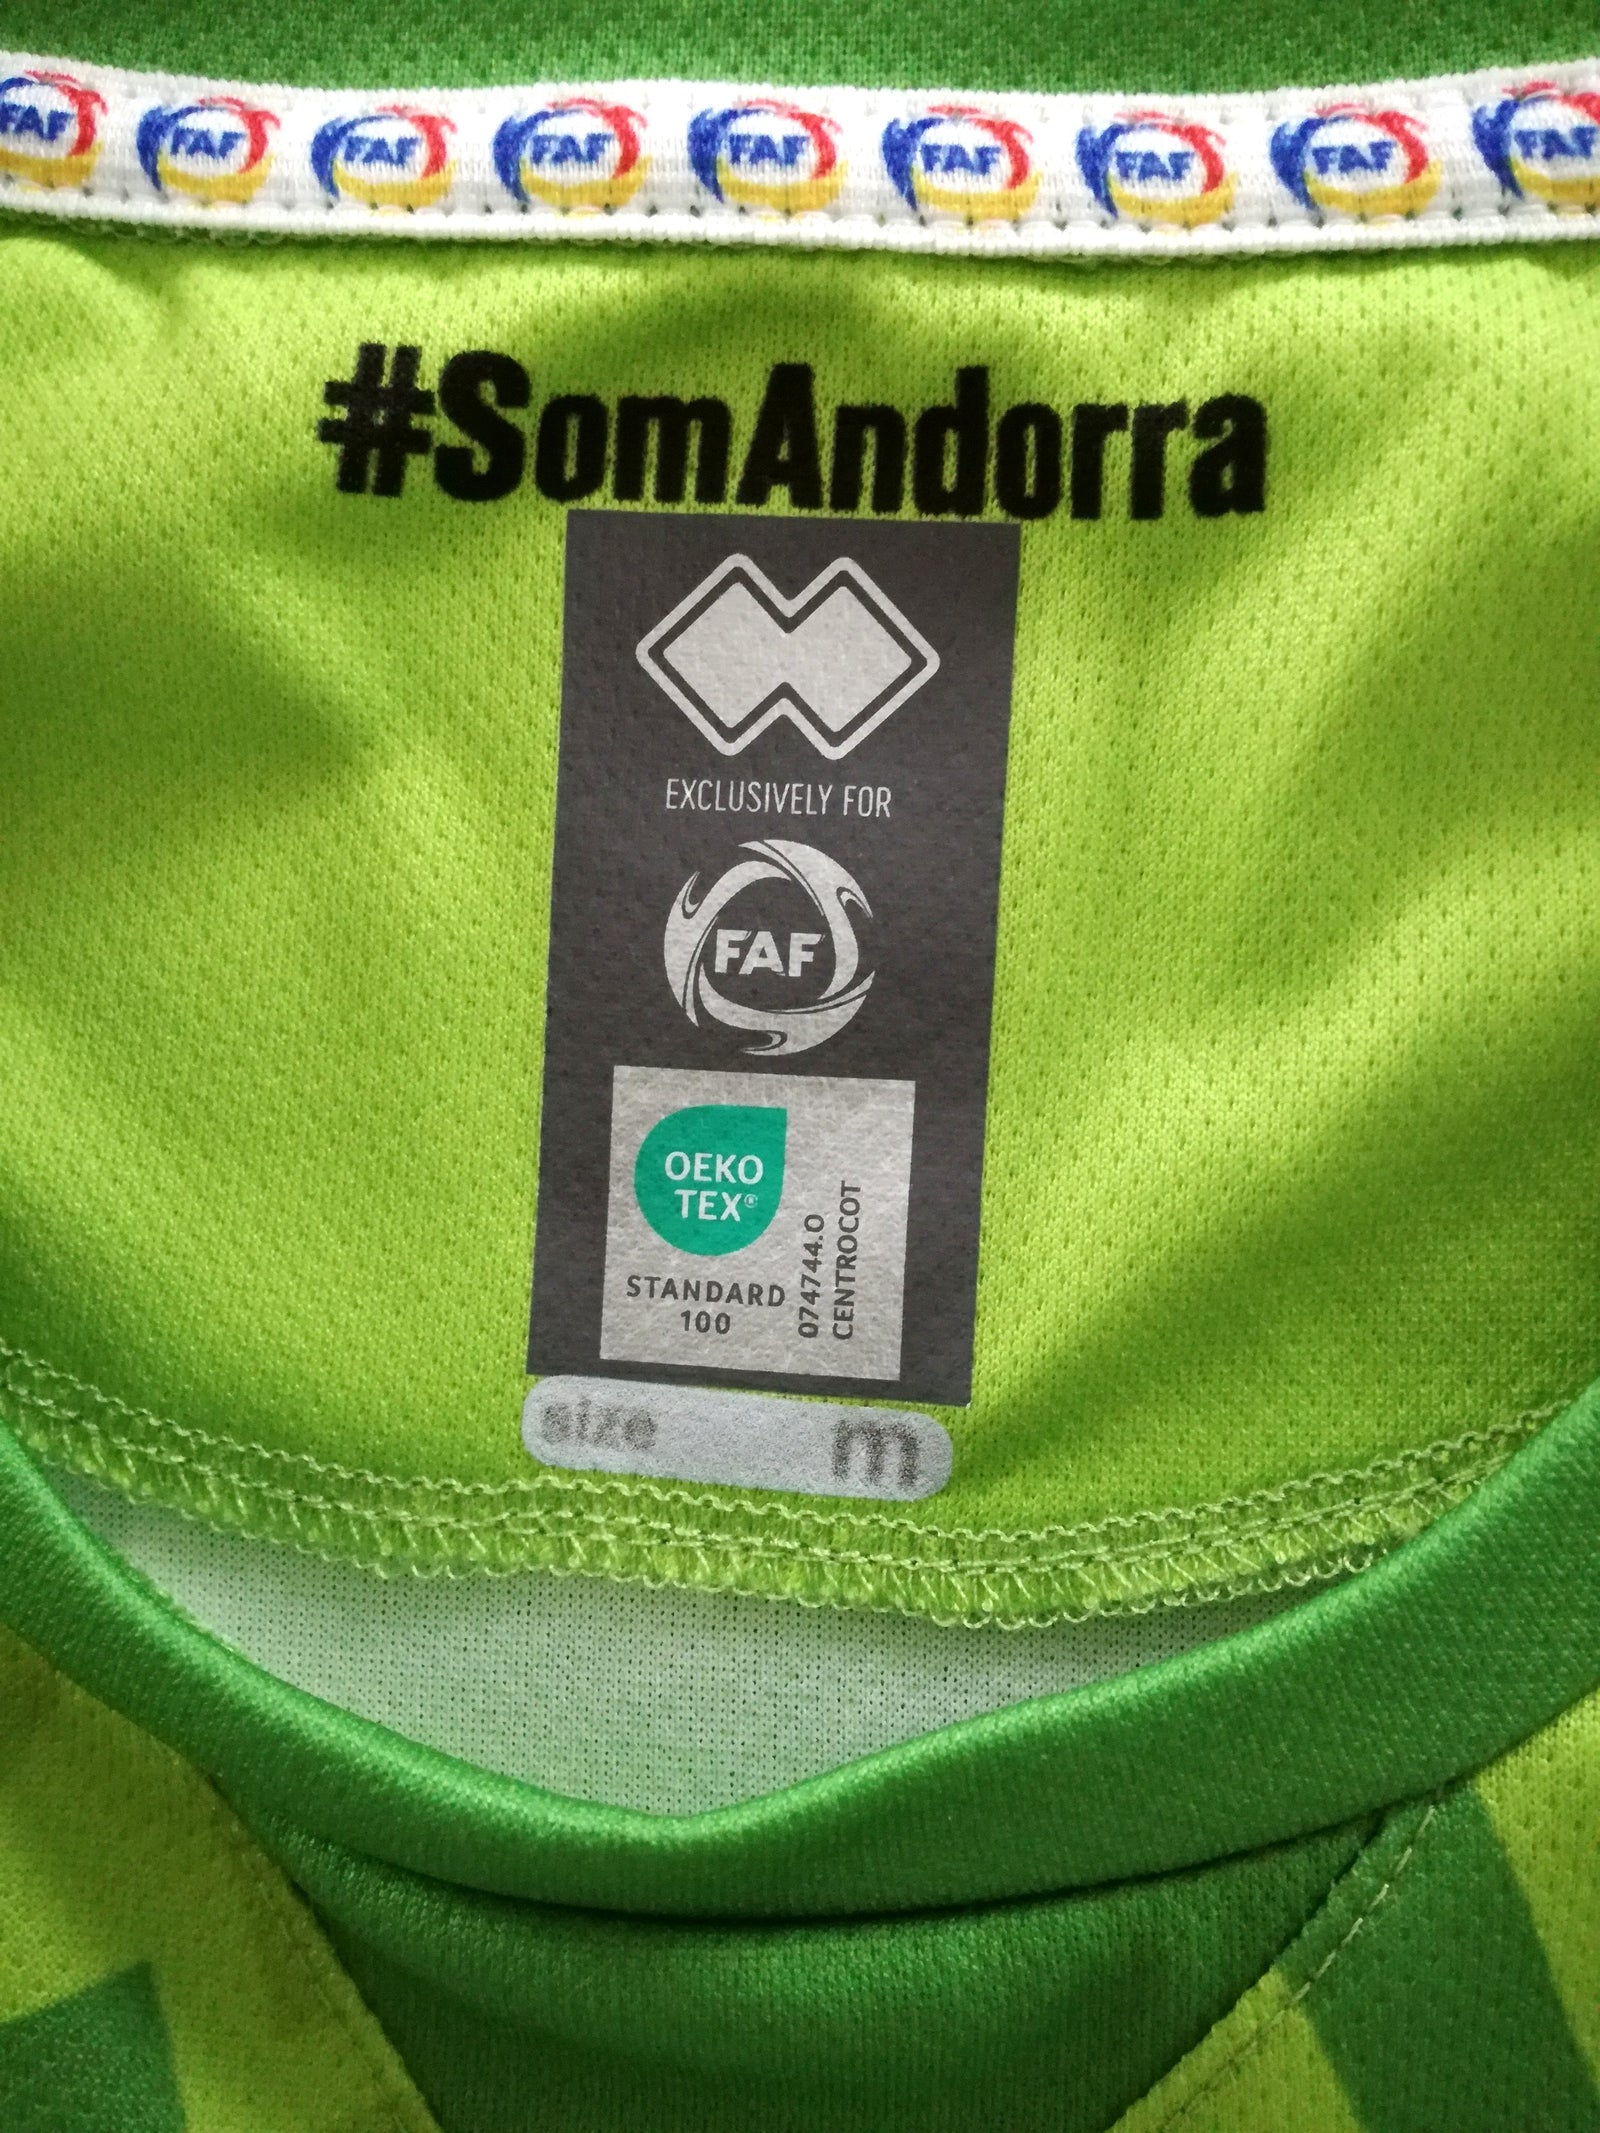 FAF FAF FAF FAF FAF FAF FAF FAF FAF
#SomAndorra
EXCLUSIVELY FOR
FAF
OEKO
TEX®
STANDARD
100
074744.O
CENTROCOT
size m